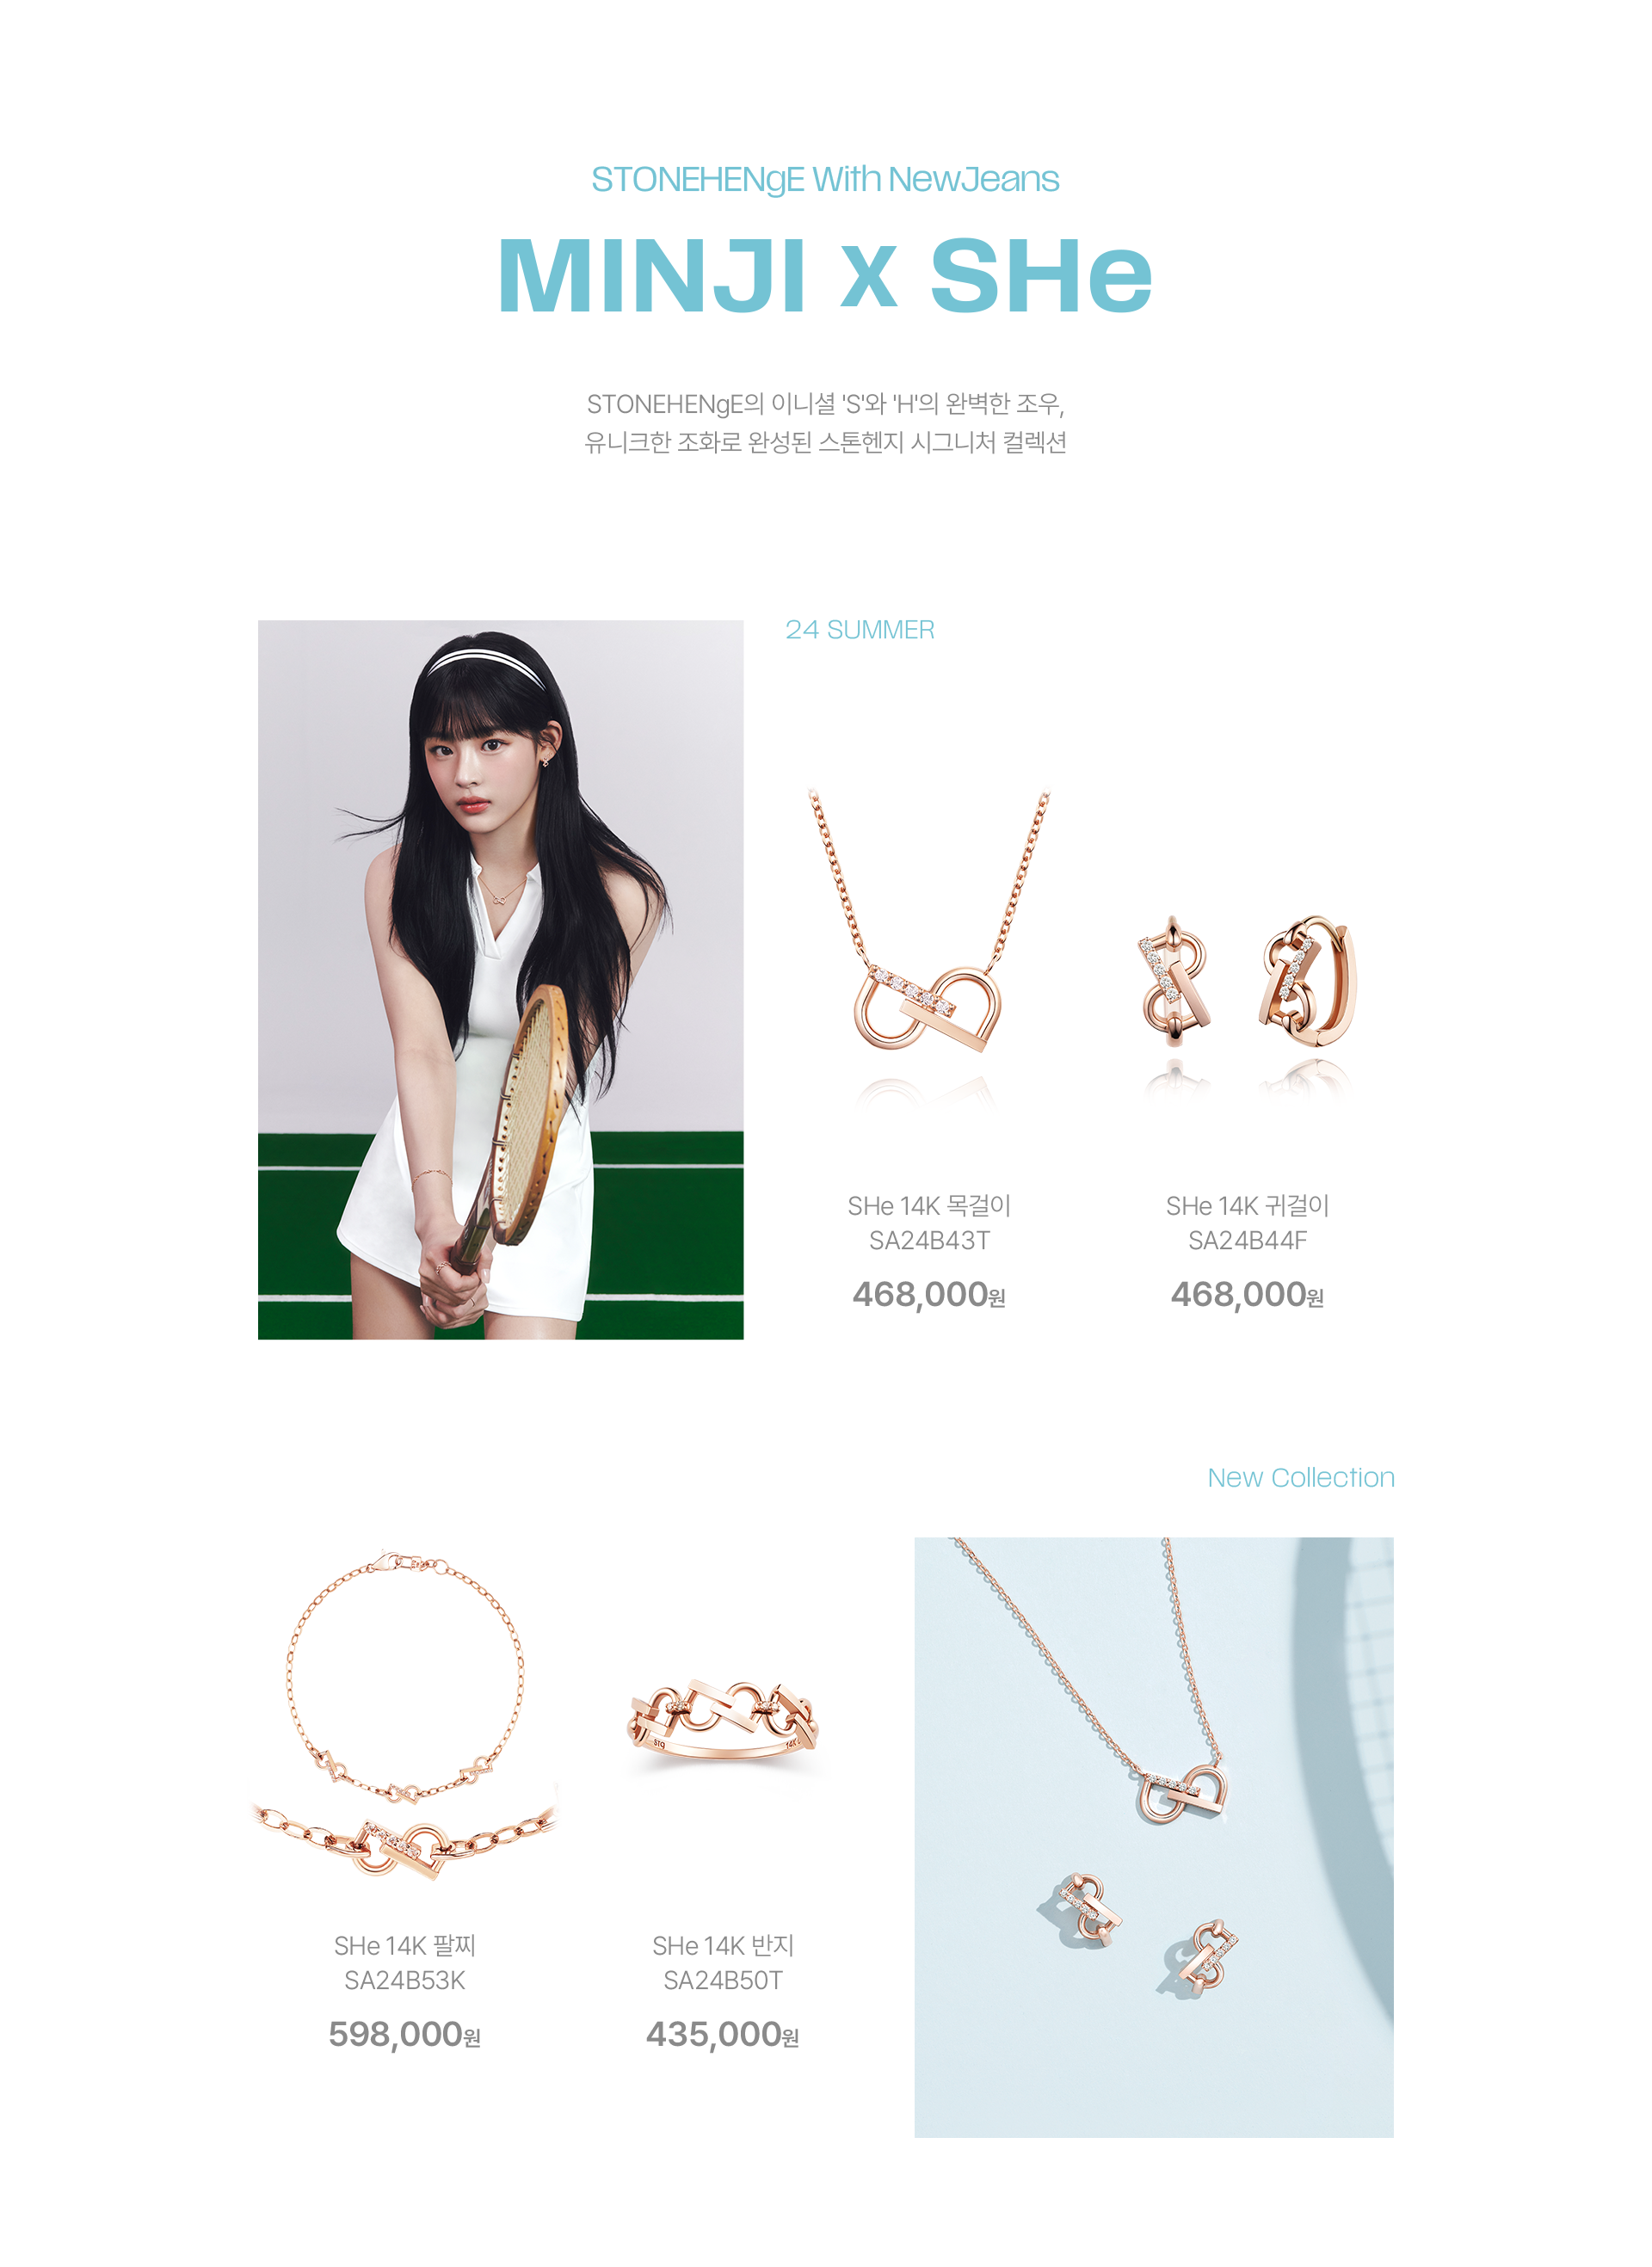 STONEHENgE With NewJeans
MINJI x SHe
STONEHENgE의 이니셜 'S'와 'H'의 완벽한 조우,
유니크한 조화로 완성된 스톤헨지 시그니처 컬렉션
24 SUMMER
SHe 14K 목걸이
SA24B43T
468,000원
SHe 14K 귀걸이
SA24B44F
468,000원
New Collection
stg
14K
SHe 14K 팔찌
SA24B53K
598,000원
SHe 14K 반지
SA24B50T
435,000원